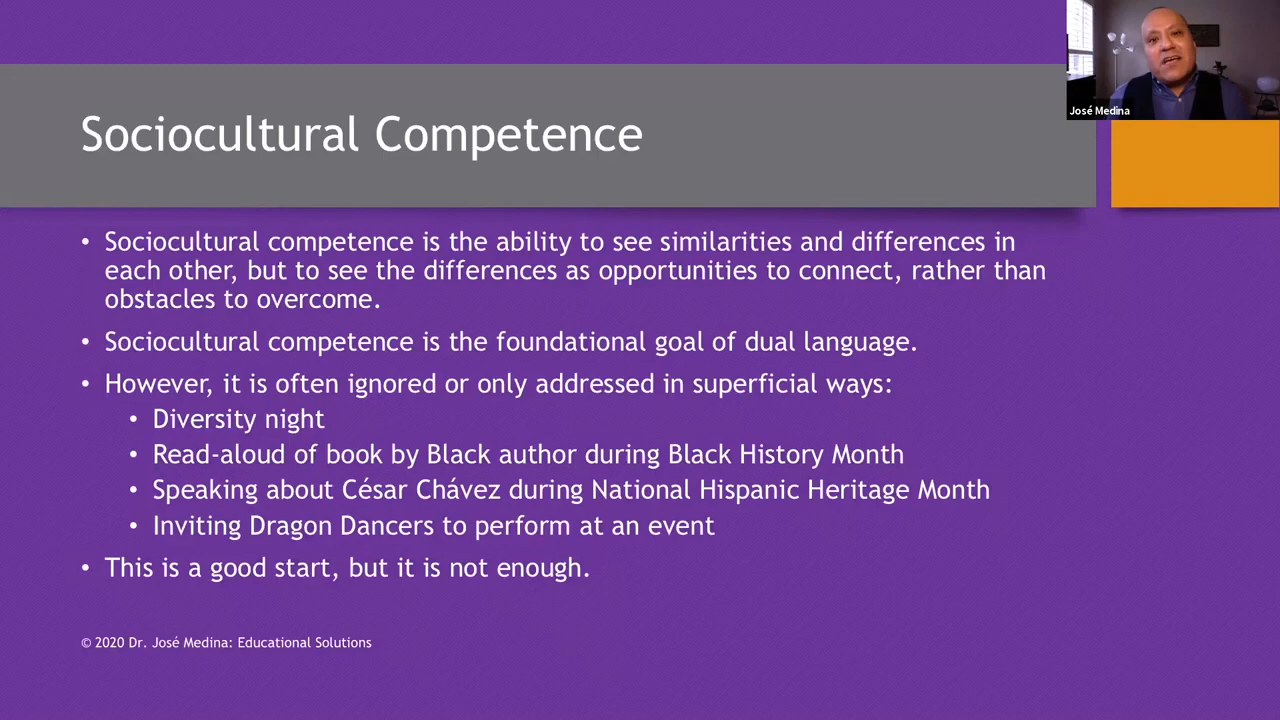 José Medina
Sociocultural Competence
• Sociocultural competence is the ability to see similarities and differences in
each other, but to see the differences as opportunities to connect, rather than
obstacles to overcome.
• Sociocultural competence is the foundational goal of dual language.
• However, it is often ignored or only addressed in superficial ways:
• Diversity night
• Read-aloud of book by Black author during Black History Month
• Speaking about César Chávez during National Hispanic Heritage Month
• Inviting Dragon Dancers to perform at an event
• This is a good start, but it is not enough.
© 2020 Dr. José Medina: Educational Solutions